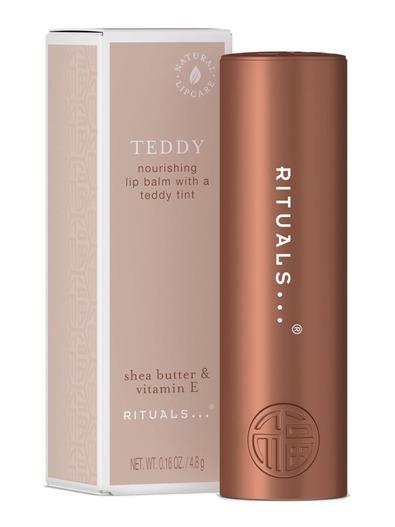 NATURAL
LIPCARE
TEDDY
nourishing
lip balm with a
teddy tint
shea butter &
vitamin E
RITUALS...®
NET. WT. 0.16 OZ. / 4.8 g
RITUALS...®